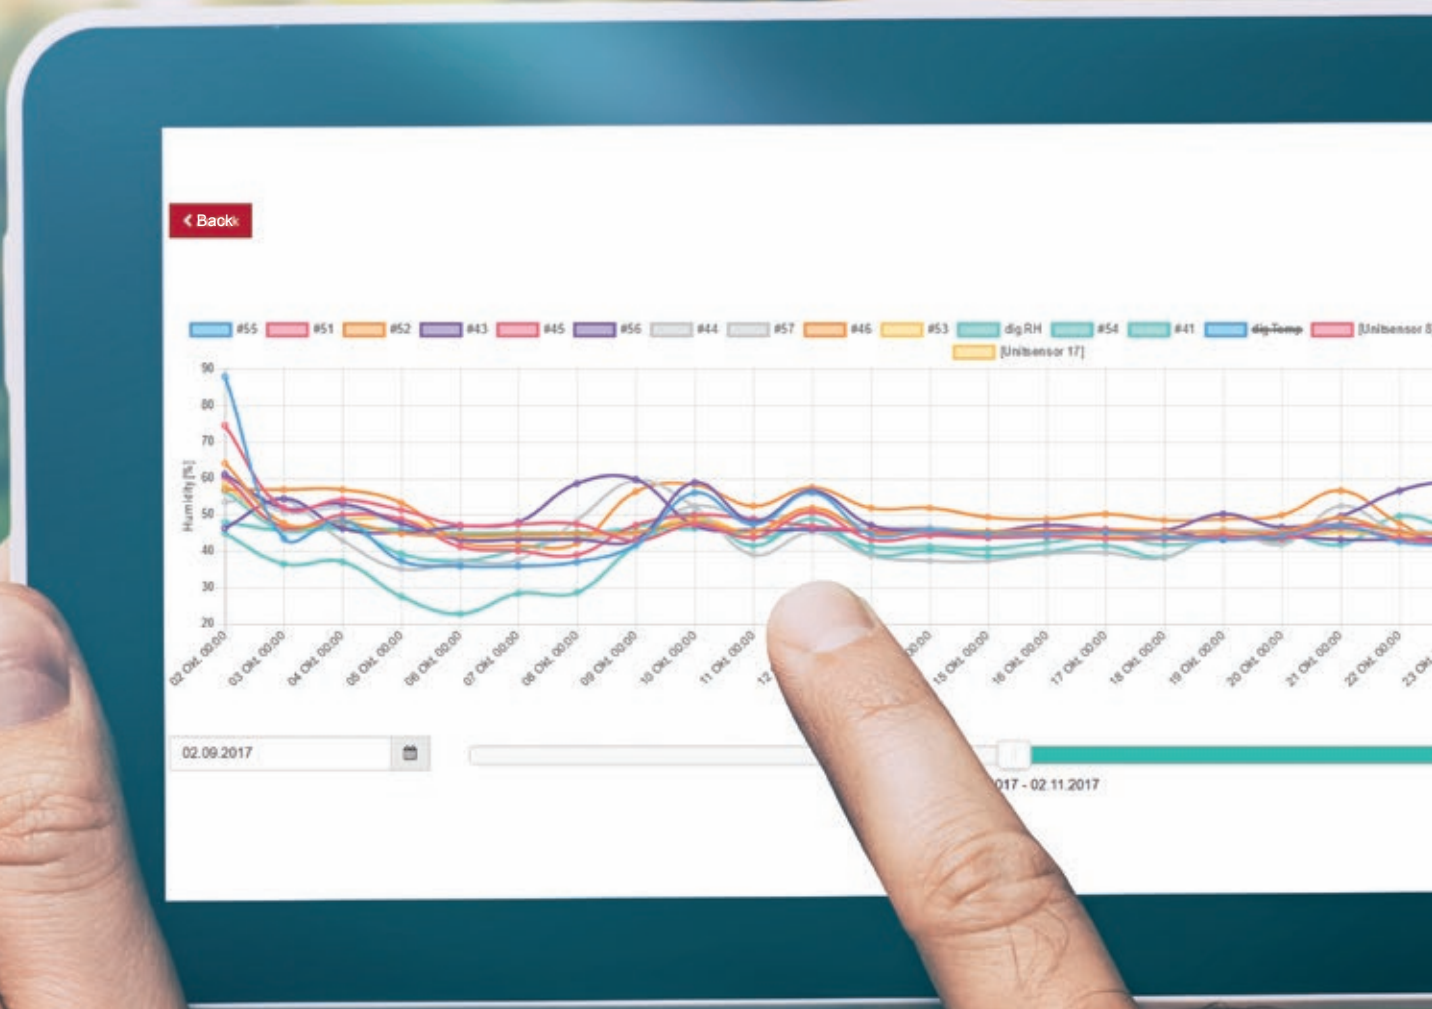 Back
#55 #51 #52 #43 #45 #56 #44 #57 #46 #53 dig.RH #54 #41 dig.Temp [Unitsensor 8
[Unitsensor 17]
Humidity [%]
90
80
70
60
50
40
30
20
02 Okt, 00:00 03 Okt, 00:00 04 Okt, 00:00 05 Okt, 00:00 06 Okt, 00:00 07 Okt, 00:00 08 Okt, 00:00 09 Okt, 00:00 10 Okt, 00:00 11 Okt, 00:00 12 00:00 15 Okt, 00:00 16 Okt, 00:00 17 Okt, 00:00 18 Okt, 00:00 19 Okt, 00:00 20 Okt, 00:00 21 Okt, 00:00 22 Okt, 00:00 23 Okt,
02.09.2017
017 - 02.11.2017